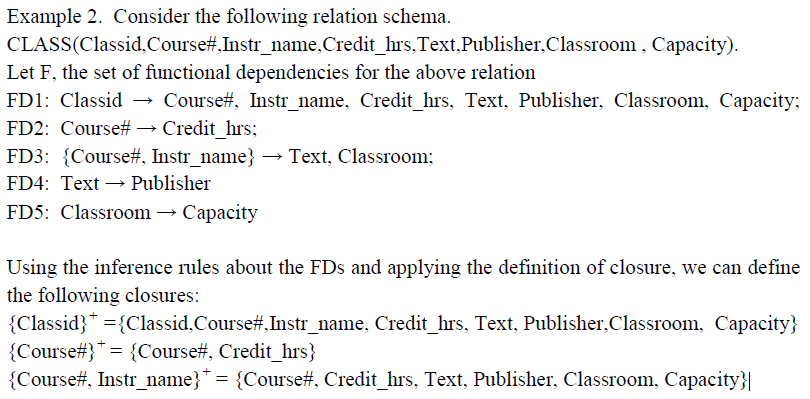 Example 2.  Consider the following relation schema.
CLASS(Classid,Course#,Instr_name,Credit_hrs,Text,Publisher,Classroom , Capacity).
Let F, the set of functional dependencies for the above relation
FD1:  Classid → Course#, Instr_name, Credit_hrs, Text, Publisher, Classroom, Capacity;
FD2:  Course# → Credit_hrs;
FD3:  {Course#, Instr_name} → Text, Classroom;
FD4:  Text → Publisher
FD5:  Classroom → Capacity
Using the inference rules about the FDs and applying the definition of closure, we can define
the following closures:
{Classid}⁺ ={Classid,Course#,Instr_name, Credit_hrs, Text, Publisher,Classroom,  Capacity}
{Course#}⁺ = {Course#, Credit_hrs}
{Course#, Instr_name}⁺ = {Course#, Credit_hrs, Text, Publisher, Classroom, Capacity}